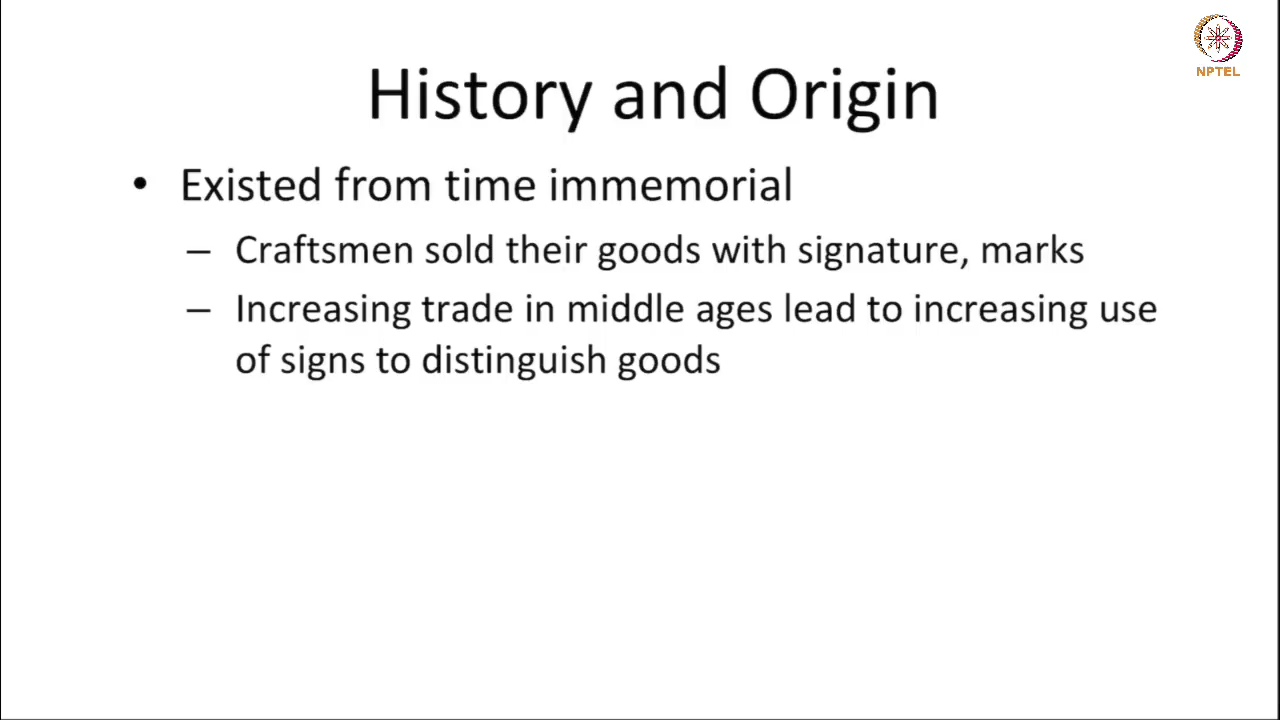 NPTEL
History and Origin
• Existed from time immemorial
– Craftsmen sold their goods with signature, marks
– Increasing trade in middle ages lead to increasing use
of signs to distinguish goods